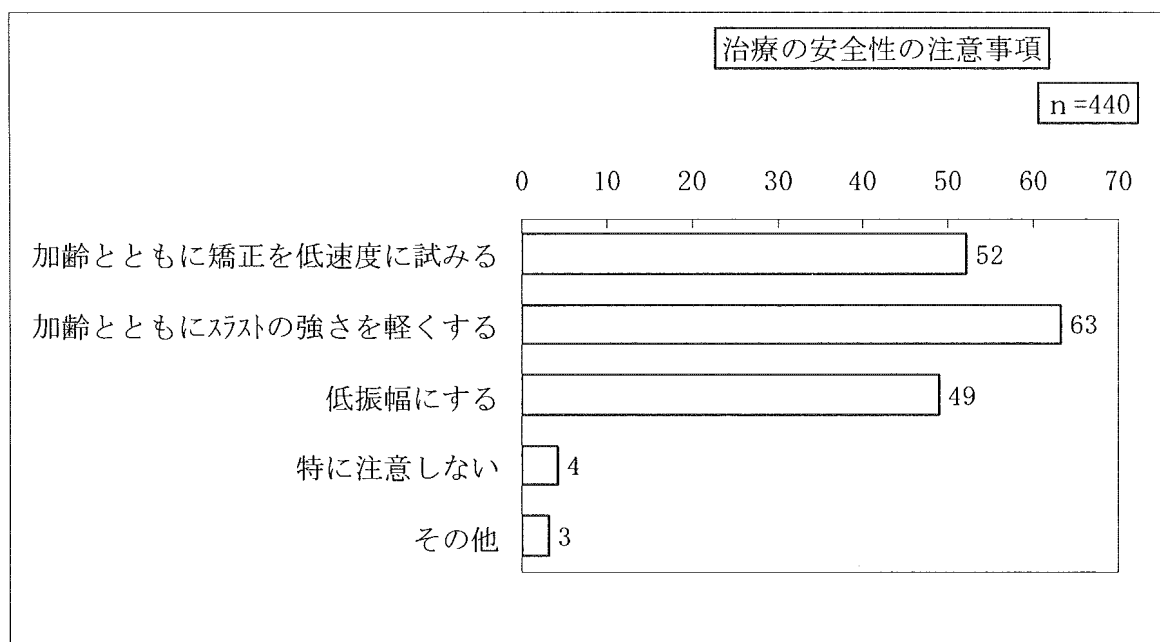 治療の安全性の注意事項
n=440
0 10 20 30 40 50 60 70
加齢とともに矯正を低速度に試みる 52
加齢とともにｽﾗｽﾄの強さを軽くする 63
低振幅にする 49
特に注意しない 4
その他 3